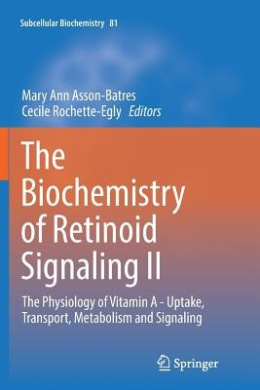 Subcellular Biochemistry 81
Mary Ann Asson-Batres
Cecile Rochette-Egly Editors
The
Biochemistry
of Retinoid
Signaling II
The Physiology of Vitamin A - Uptake,
Transport, Metabolism and Signaling
Springer